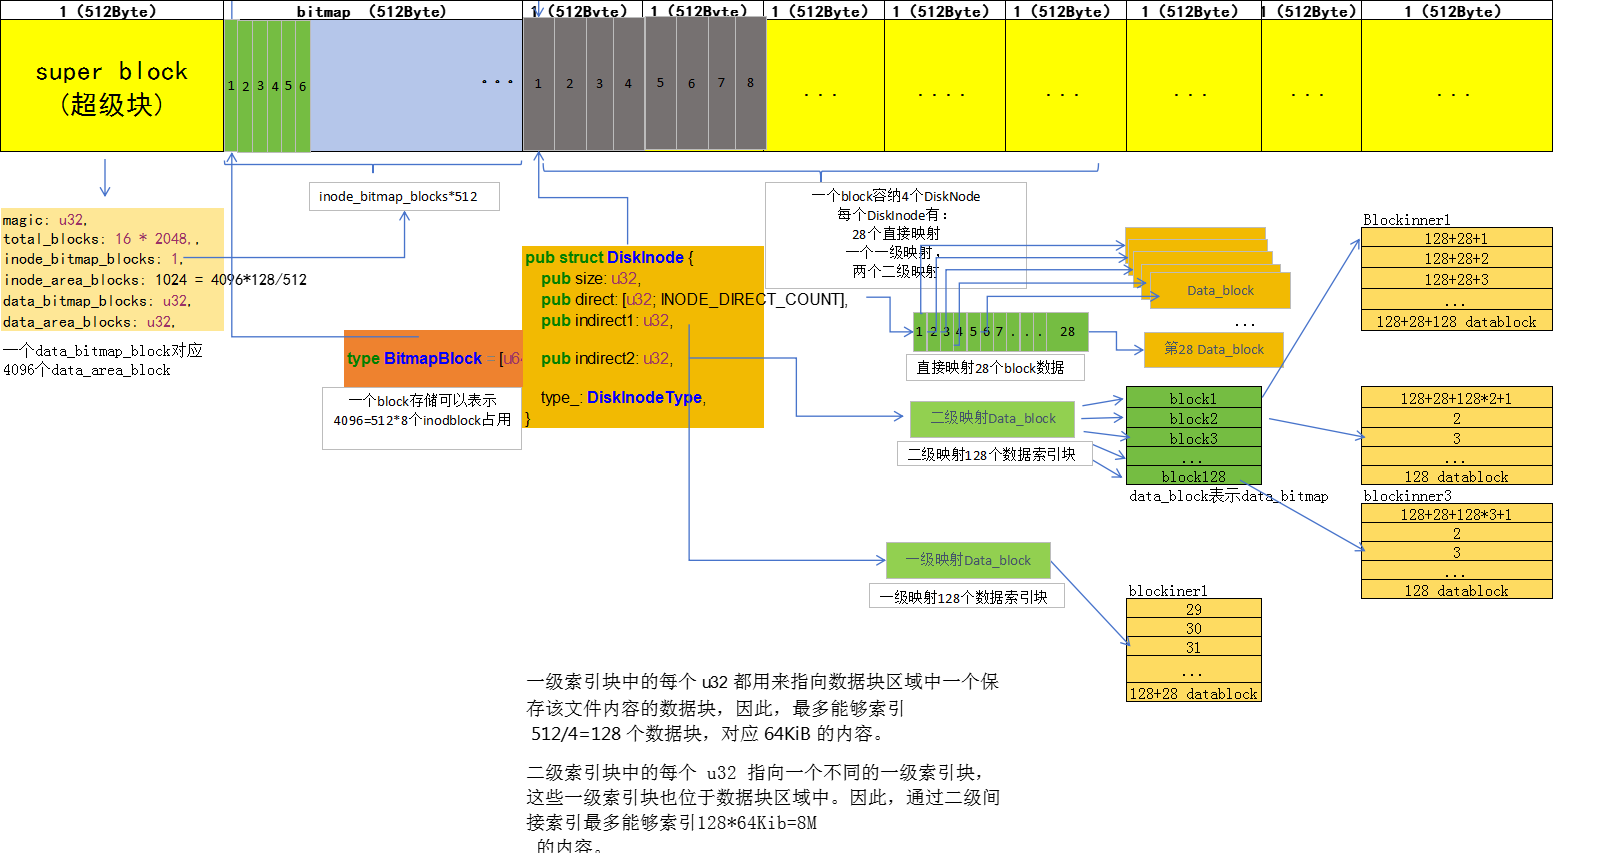 1（512Byte）
bitmap （512Byte）
1（512Byte）
1（512Byte）
1（512Byte）
1（512Byte）
1（512Byte）
1（512Byte）
1（512Byte）
super block
（超级块）
1 2 3 4 5 6
...
1 2 3 4 5 6 7 8
...
....
...
...
...
...
inode_bitmap_blocks*512
magic: u32,
total_blocks: 16 * 2048,,
inode_bitmap_blocks: 1,
inode_area_blocks: 1024 = 4096*128/512
data_bitmap_blocks: u32,
data_area_blocks: u32,
一个data_bitmap_block对应
4096个data_area_block
type BitmapBlock = [u64
一个block存储可以表示
4096=512*8个inodblock占用
pub struct DiskInode {
pub size: u32,
pub direct: [u32; INODE_DIRECT_COUNT],
pub indirect1: u32,
pub indirect2: u32,
type_: DiskInodeType,
}
一个block容纳4个DiskNode
每个DiskInode有：
28个直接映射
一个一级映射，
两个二级映射
1 2 3 4 5 6 7 . . . 28
直接映射28个block数据
Data_block
...
第28 Data_block
二级映射Data_block
二级映射128个数据索引块
block1
block2
block3
...
block128
data_block表示data_bitmap
Blockinner1
128+28+1
128+28+2
128+28+3
...
128+28+128 datablock
128+28+128*2+1
2
3
...
128 datablock
blockinner3
128+28+128*3+1
2
3
...
128 datablock
一级映射Data_block
一级映射128个数据索引块
blockiner1
29
30
31
...
128+28 datablock
一级索引块中的每个 u32 都用来指向数据块区域中一个保
存该文件内容的数据块，因此，最多能够索引
512/4=128 个数据块，对应 64KiB 的内容。
二级索引块中的每个 u32 指向一个不同的一级索引块，
这些一级索引块也位于数据块区域中。因此，通过二级间
接索引最多能够索引128*64Kib=8M
的内容。